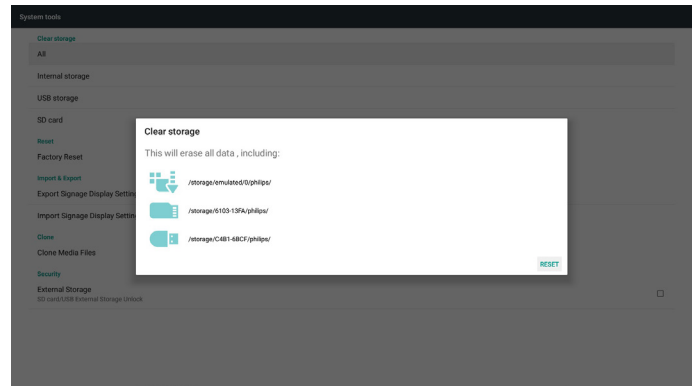 System tools
Clear storage
All
Internal storage
USB storage
SD card
Reset
Factory Reset
Import & Export
Export Signage Display Setting
Import Signage Display Settin
Clone
Clone Media Files
Security
External Storage
SD card/USB External Storage Unlock
Clear storage
This will erase all data , including:
/storage/emulated/0/philips/
/storage/6103-13FA/philips/
/storage/C4B1-6BCF/philips/
RESET